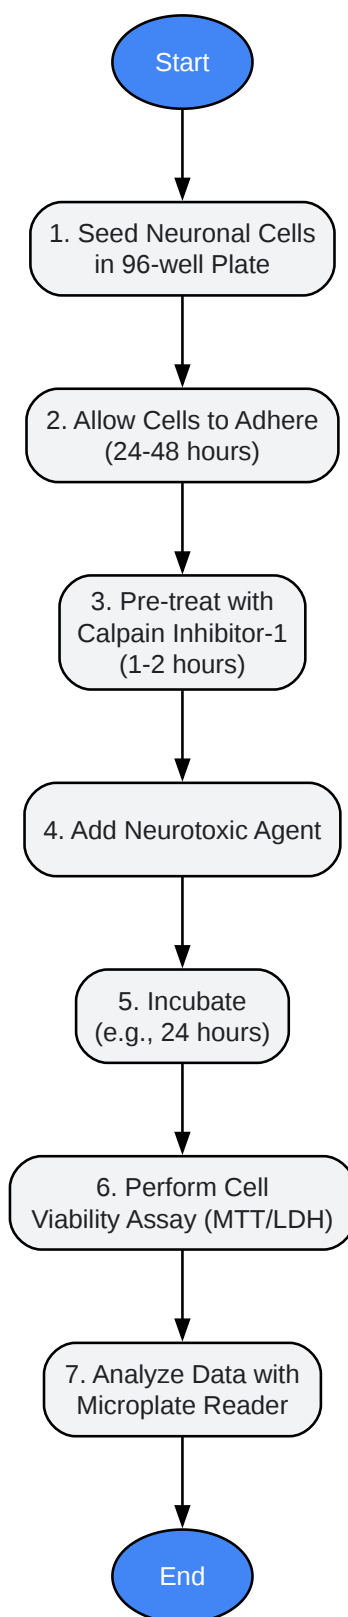 Start
1. Seed Neuronal Cells
in 96-well Plate
2. Allow Cells to Adhere
(24-48 hours)
3. Pre-treat with
Calpain Inhibitor-1
(1-2 hours)
4. Add Neurotoxic Agent
5. Incubate
(e.g., 24 hours)
6. Perform Cell
Viability Assay (MTT/LDH)
7. Analyze Data with
Microplate Reader
End